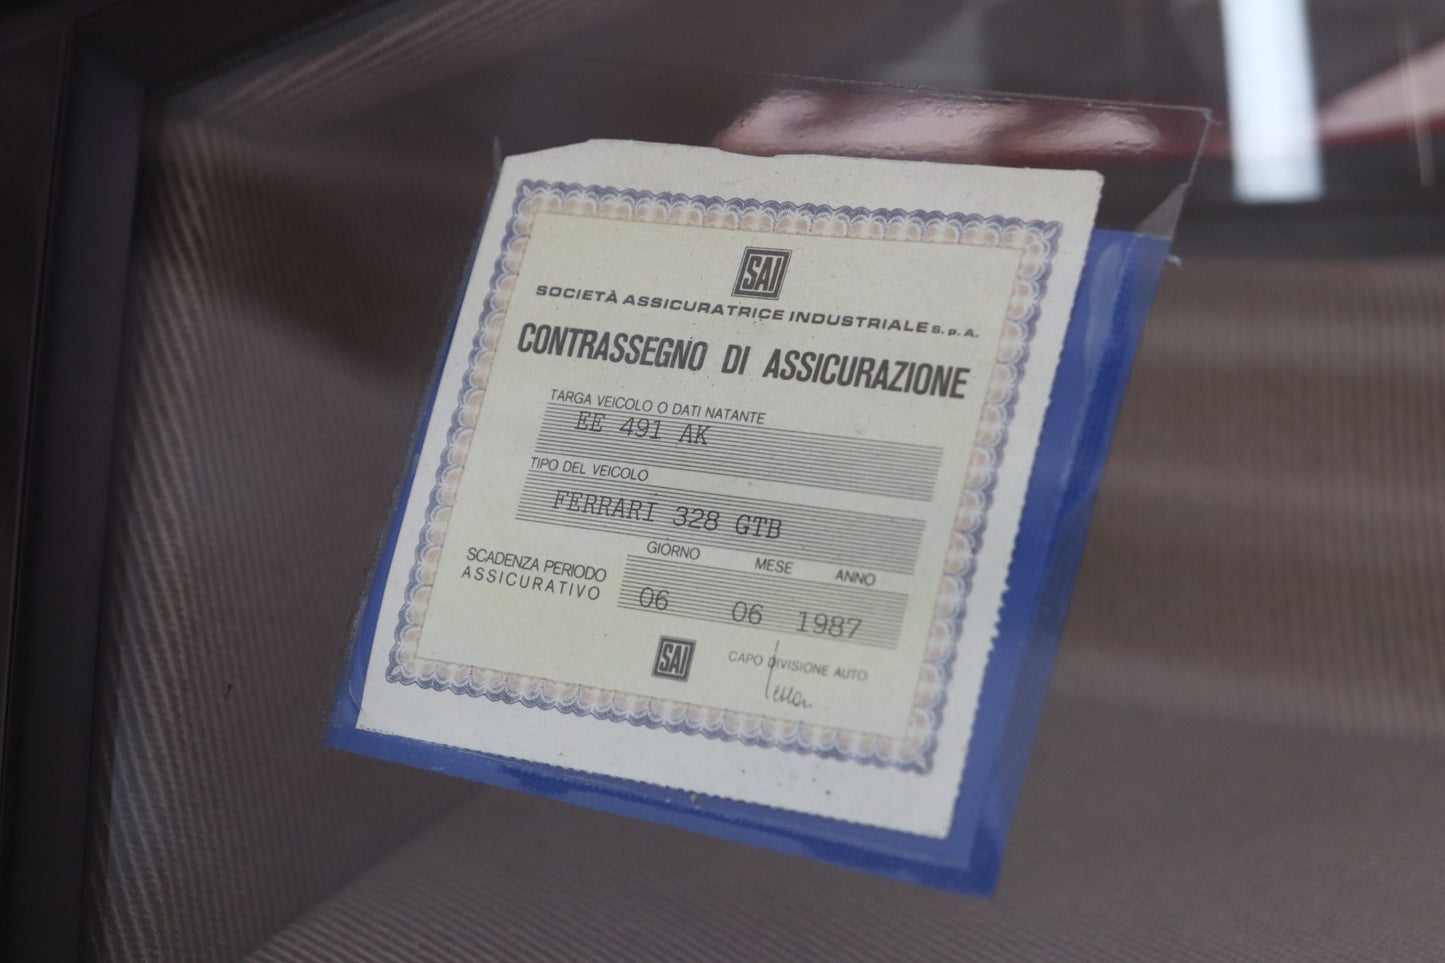 SAI
SOCIETÀ ASSICURATRICE INDUSTRIALE S.p.A.
CONTRASSEGNO DI ASSICURAZIONE
TARGA VEICOLO O DATI NATANTE
EE 491 AK
TIPO DEL VEICOLO
FERRARI 328 GTB
GIORNO MESE ANNO
SCADENZA PERIODO
ASSICURATIVO
06 06 1987
SAI
CAPO DIVISIONE AUTO